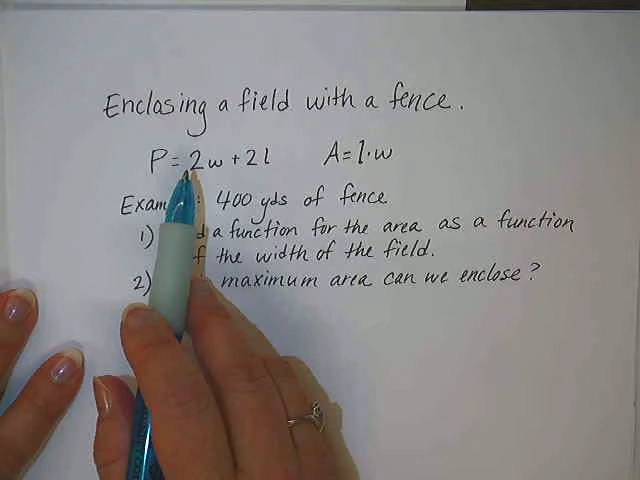 Enclosing a field with a fence.
P = 2w + 2l A = l · w
Exam : 400 yds of fence
1) d a function for the area as a function
f the width of the field.
2) maximum area can we enclose?